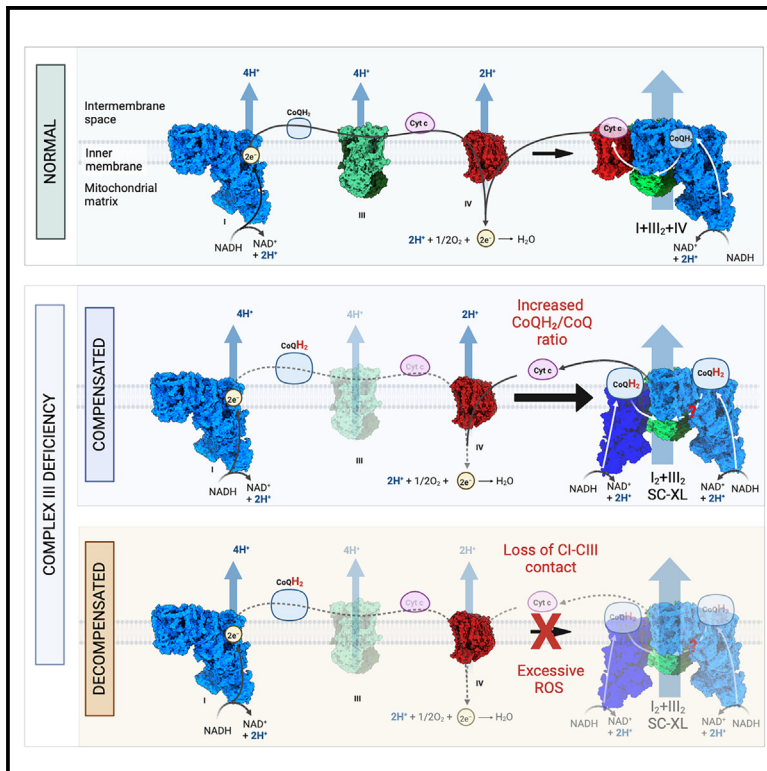 NORMAL
4H⁺
4H⁺
2H⁺
Intermembrane
space
Inner
membrane
Mitochondrial
matrix
CoQH₂
Cyt c
2e⁻
I
III
IV
NADH
NAD⁺
+ 2H⁺
2H⁺ + 1/2O₂ + 2e⁻ → H₂O
Cyt c
CoQH₂
I+III₂+IV
NAD⁺
+ 2H⁺
NADH
COMPLEX III DEFICIENCY
COMPENSATED
4H⁺
4H⁺
2H⁺
CoQH₂
Cyt c
2e⁻
I
III
IV
NADH
NAD⁺
+ 2H⁺
2H⁺ + 1/2O₂ + 2e⁻ → H₂O
Increased
CoQH₂/CoQ
ratio
Cyt c
CoQH₂
CoQH₂
?
NADH
NAD⁺
+ 2H⁺
I₂+III₂
SC-XL
NAD⁺
+ 2H⁺
NADH
DECOMPENSATED
4H⁺
4H⁺
2H⁺
CoQH₂
Cyt c
2e⁻
I
III
IV
NADH
NAD⁺
+ 2H⁺
2H⁺ + 1/2O₂ + 2e⁻ → H₂O
Loss of CI-CIII
contact
Cyt c
X
Excessive
ROS
CoQH₂
CoQH₂
?
NADH
NAD⁺
+ 2H⁺
I₂+III₂
SC-XL
NAD⁺
+ 2H⁺
NADH